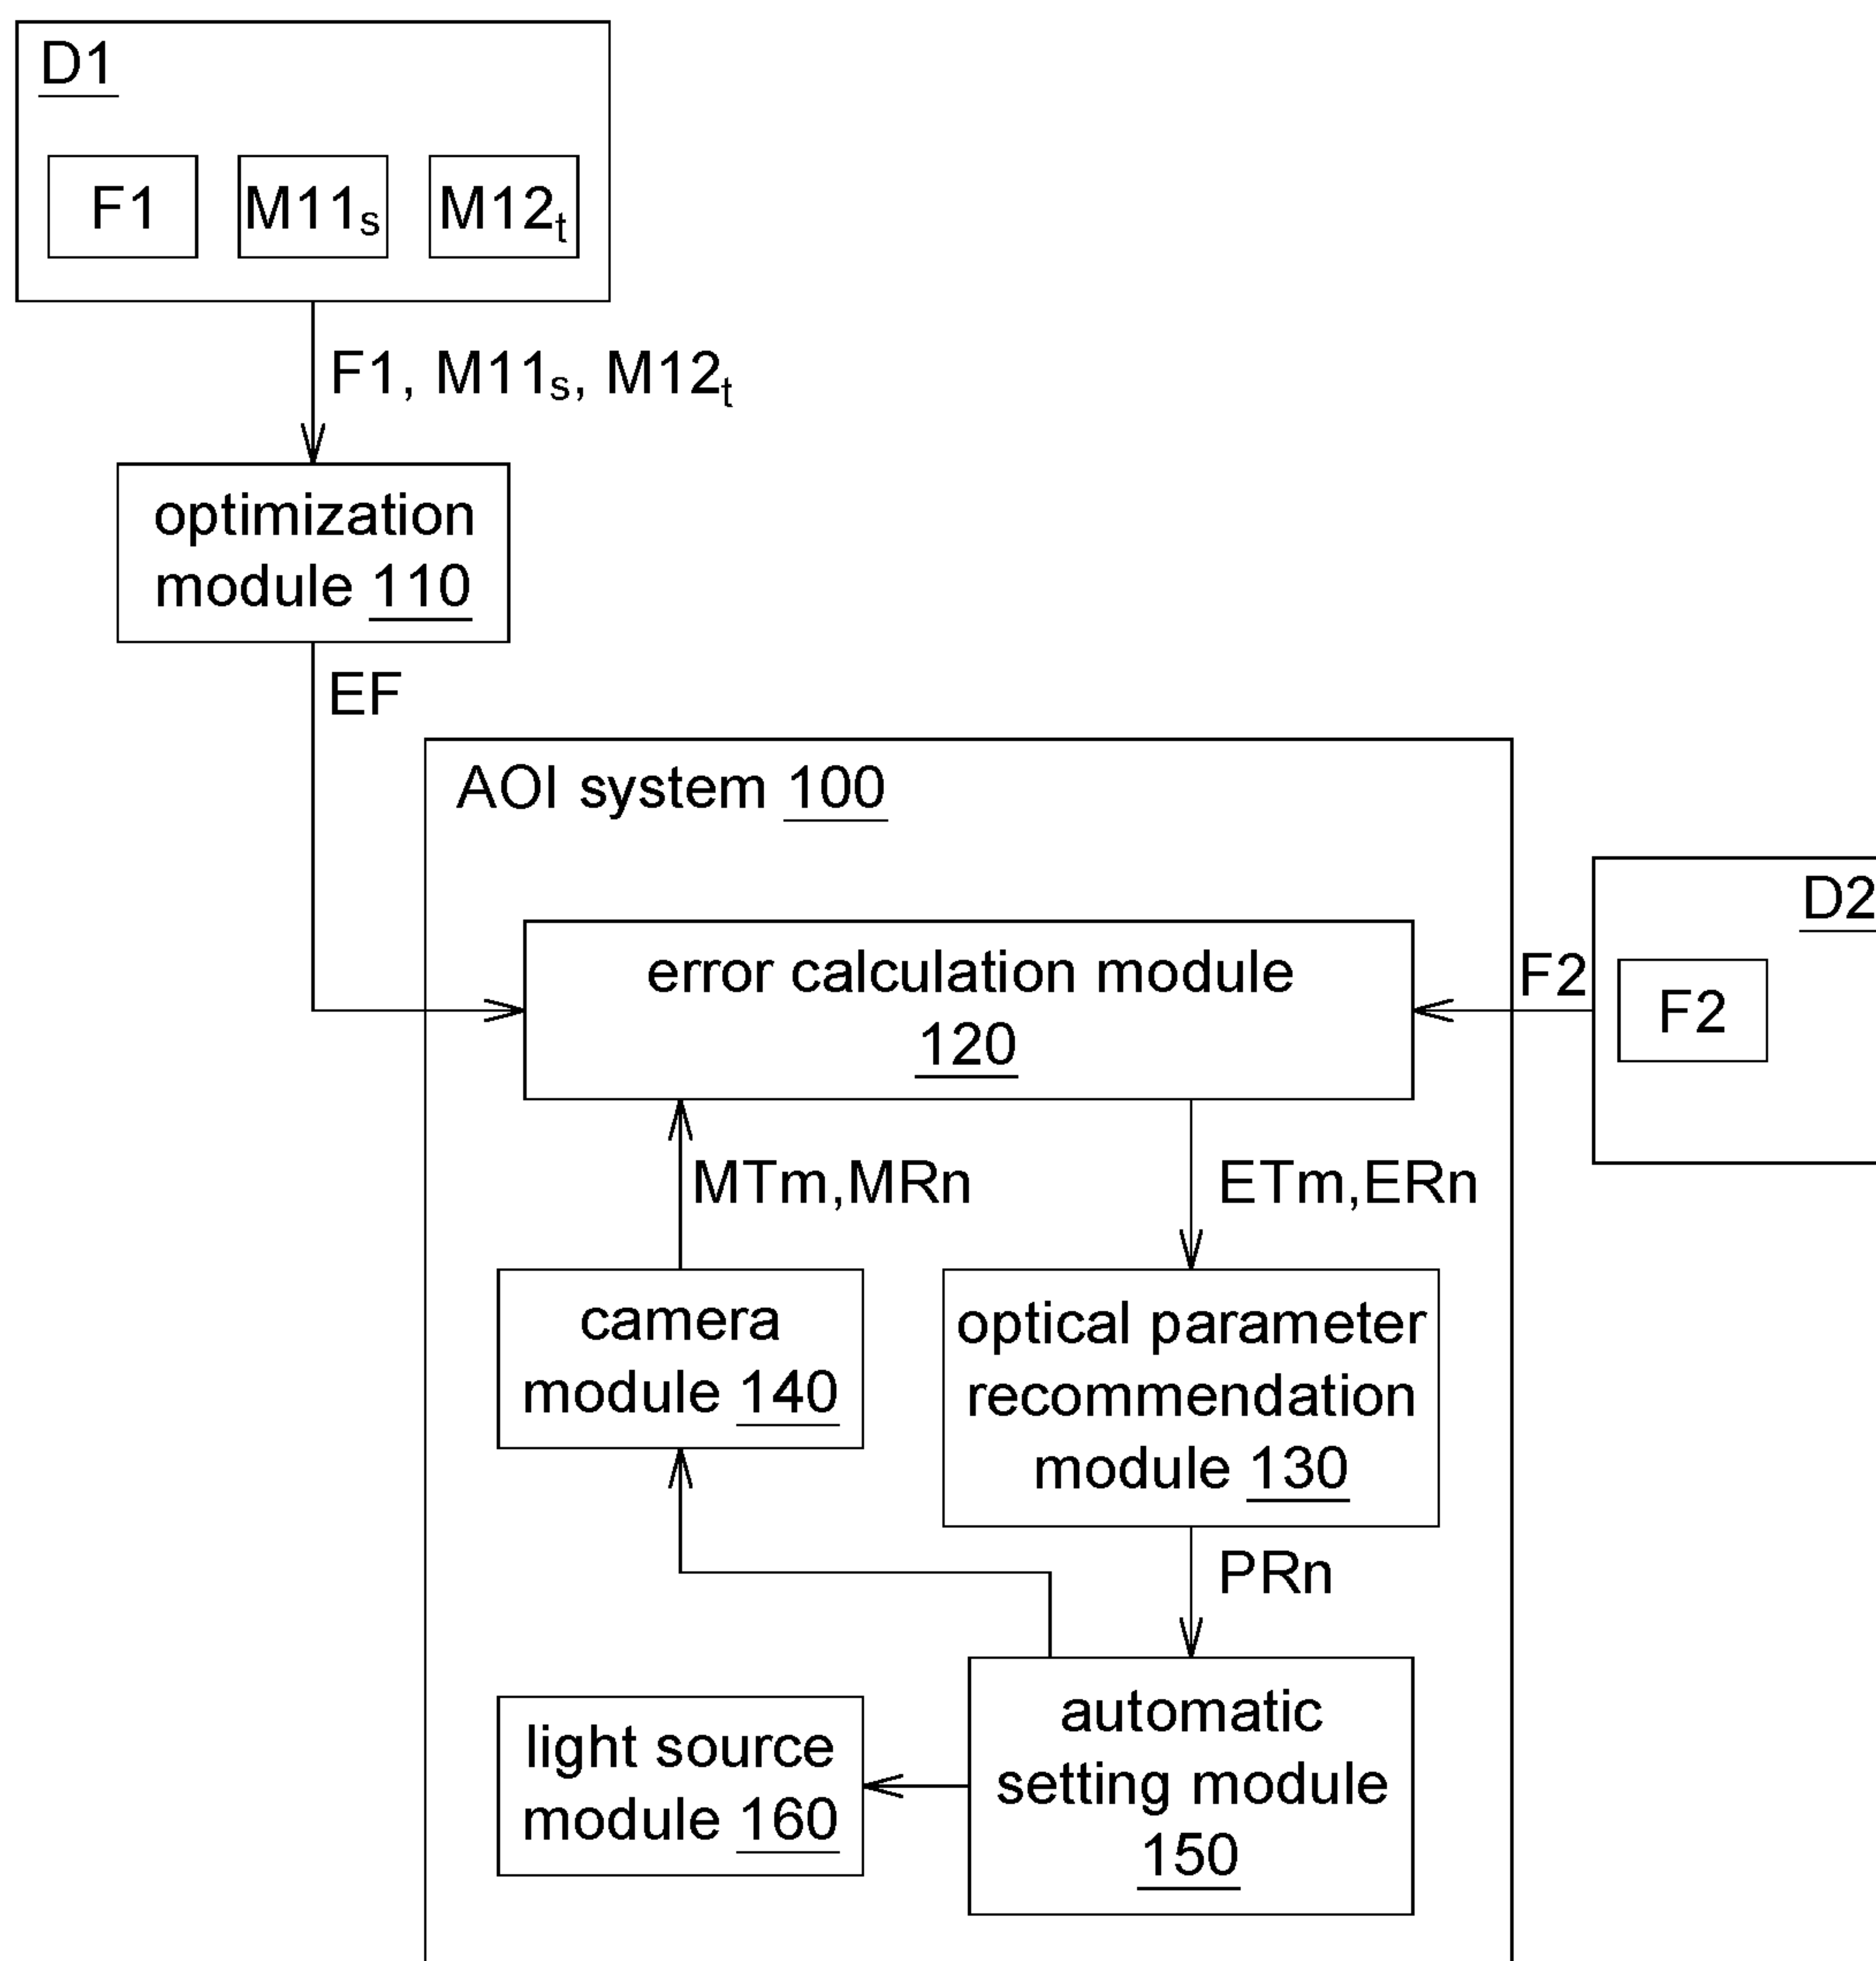 D1
F1
M11s
M12t
F1, M11s, M12t
optimization
module 110
EF
AOI system 100
D2
error calculation module
120
F2
F2
MTm,MRn
ETm,ERn
camera
module 140
optical parameter
recommendation
module 130
PRn
light source
module 160
automatic
setting module
150